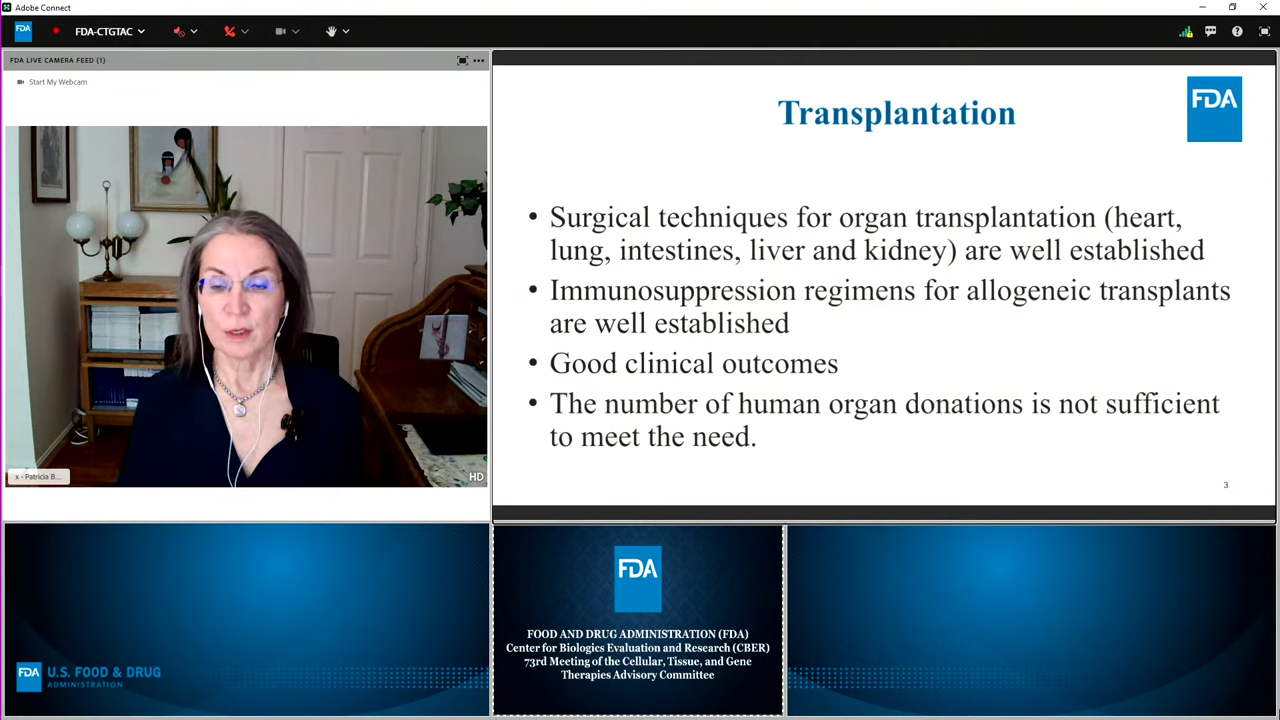 Adobe Connect
FDA
FDA-CTGTAC
FDA LIVE CAMERA FEED (1)
Start My Webcam
x - Patricia B...
HD
Transplantation
FDA
• Surgical techniques for organ transplantation (heart,
lung, intestines, liver and kidney) are well established
• Immunosuppression regimens for allogeneic transplants
are well established
• Good clinical outcomes
• The number of human organ donations is not sufficient
to meet the need.
3
FDA
U.S. FOOD & DRUG
ADMINISTRATION
FDA
FOOD AND DRUG ADMINISTRATION (FDA)
Center for Biologics Evaluation and Research (CBER)
73rd Meeting of the Cellular, Tissue, and Gene
Therapies Advisory Committee